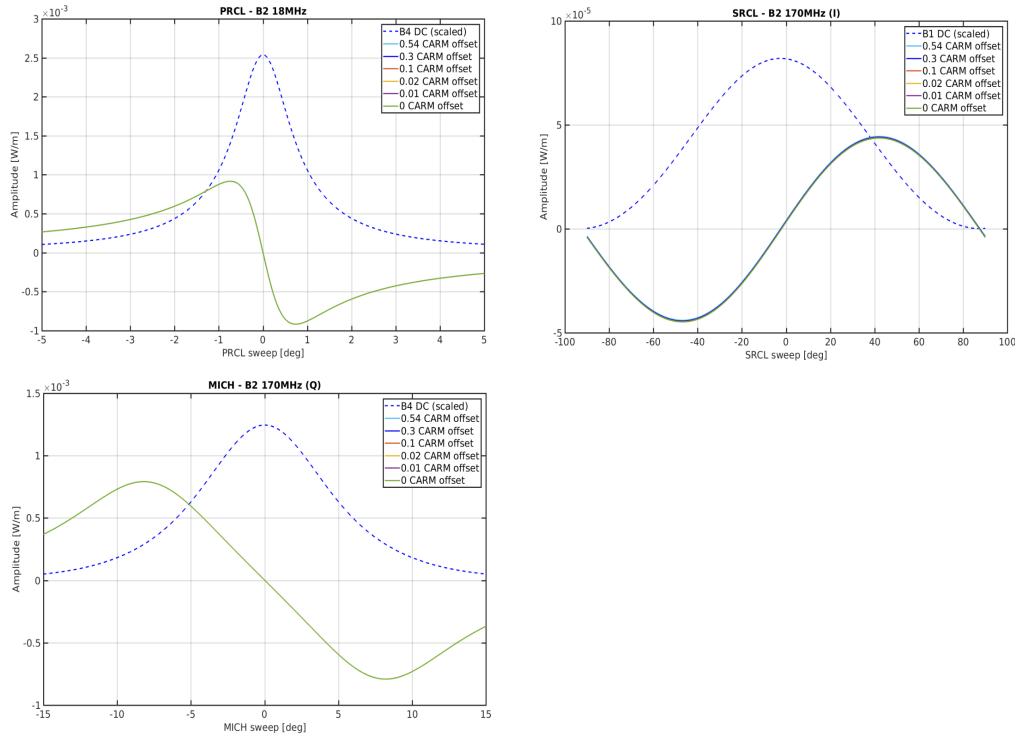 PRCL - B2 18MHz
×10⁻³
B4 DC (scaled)
0.54 CARM offset
0.3 CARM offset
0.1 CARM offset
0.02 CARM offset
0.01 CARM offset
0 CARM offset
3
2.5
2
1.5
1
0.5
0
-0.5
-1
Amplitude [W/m]
-5 -4 -3 -2 -1 0 1 2 3 4 5
PRCL sweep [deg]
SRCL - B2 170MHz (I)
×10⁻⁵
B1 DC (scaled)
0.54 CARM offset
0.3 CARM offset
0.1 CARM offset
0.02 CARM offset
0.01 CARM offset
0 CARM offset
10
5
0
-5
Amplitude [W/m]
-100 -80 -60 -40 -20 0 20 40 60 80 100
SRCL sweep [deg]
MICH - B2 170MHz (Q)
×10⁻³
B4 DC (scaled)
0.54 CARM offset
0.3 CARM offset
0.1 CARM offset
0.02 CARM offset
0.01 CARM offset
0 CARM offset
1.5
1
0.5
0
-0.5
-1
Amplitude [W/m]
-15 -10 -5 0 5 10 15
MICH sweep [deg]